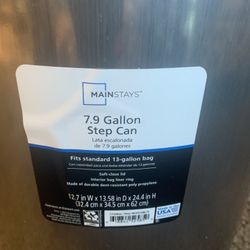 MAINSTAYS
7.9 Gallon
Step Can
Lata escalonada
de 7.9 galones
Fits standard 13-gallon bag
Soft-close lid
Interior bag liner ring
Made of durable dent-resistant poly propylene
12.7 in W x 13.58 in D x 24.4 in H
(32.4 cm x 34.5 cm x 62 cm)
USA